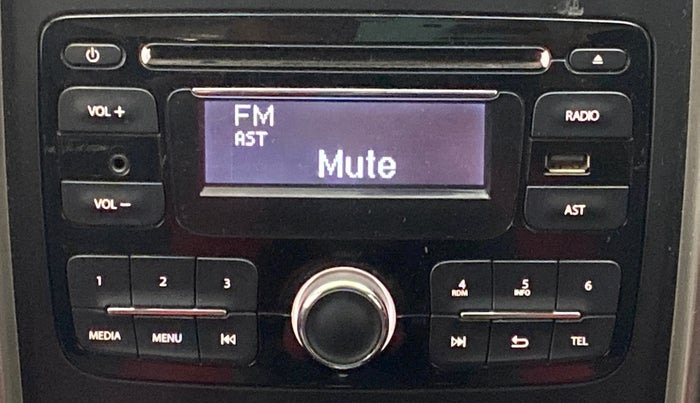 VOL +
RADIO
FM
AST
Mute
VOL −
AST
1
2
3
4
RDM
5
INFO
6
MEDIA
MENU
TEL